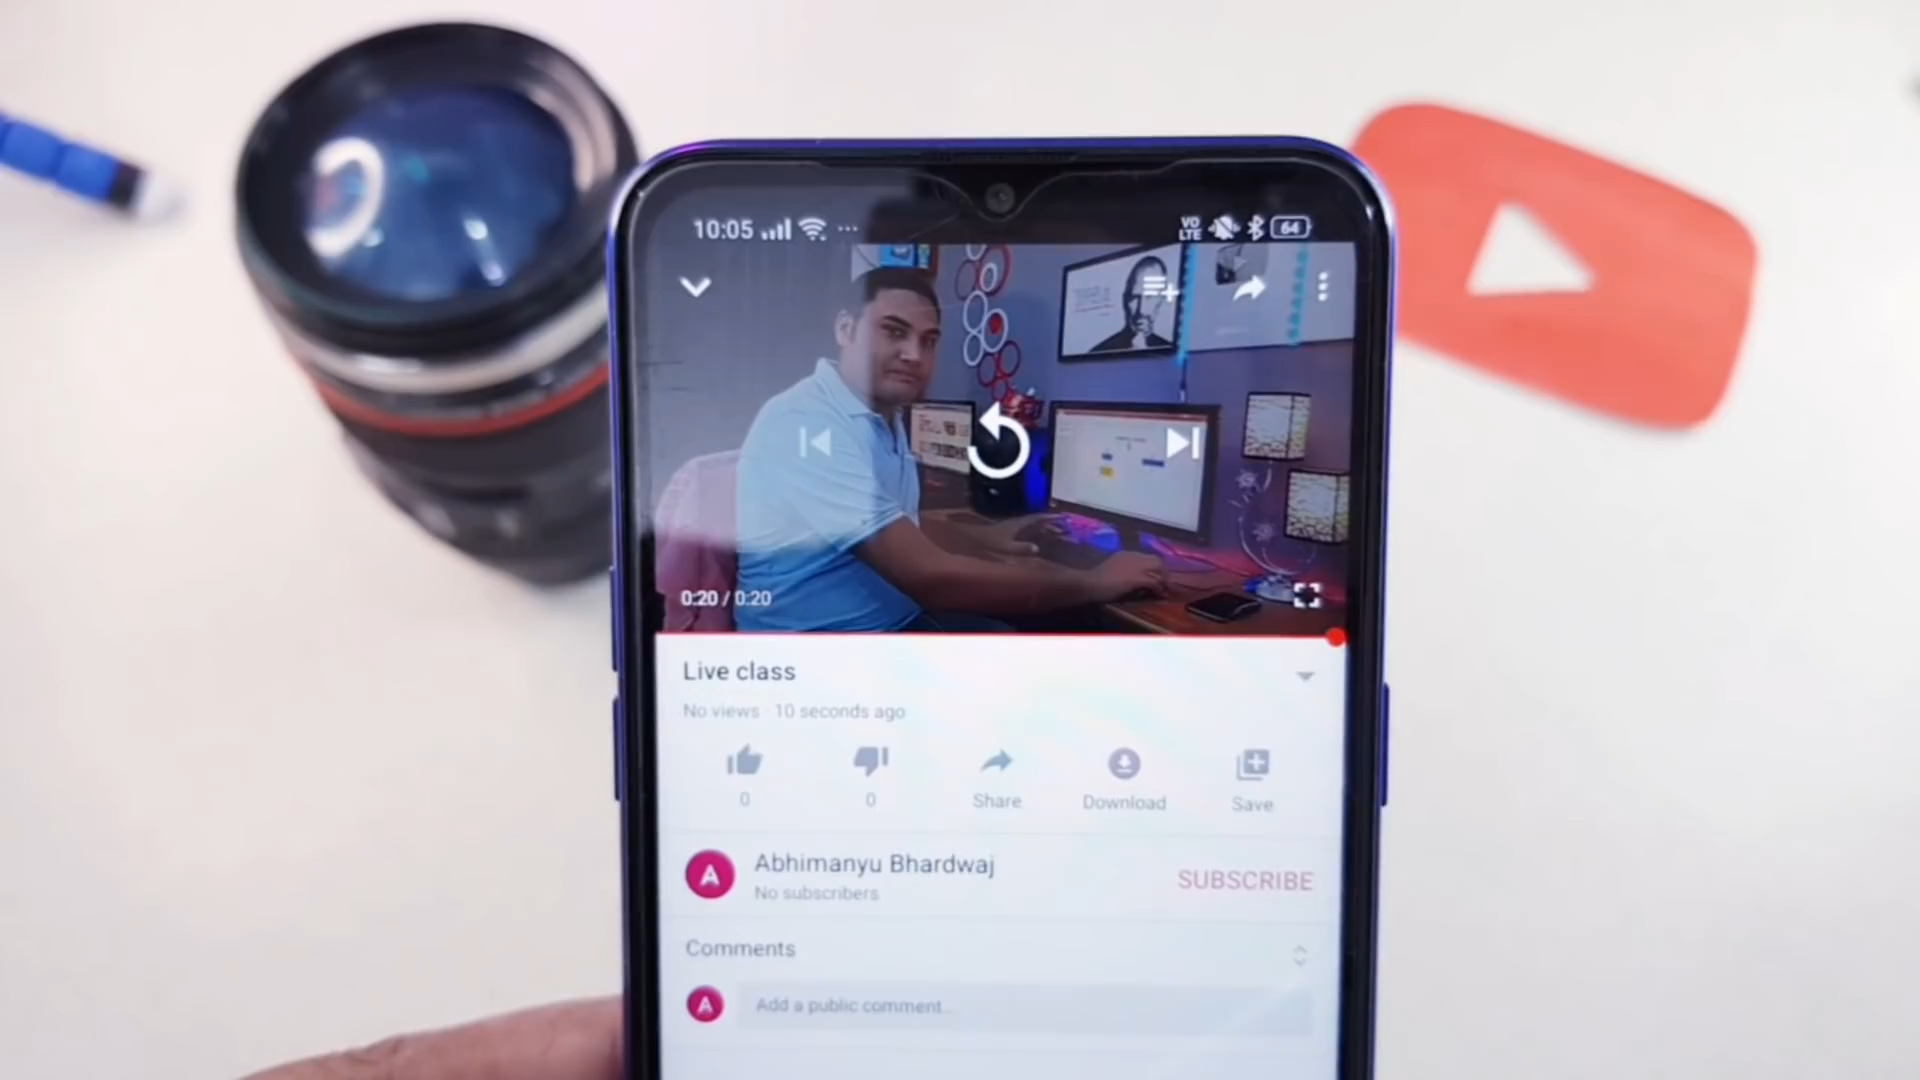 10:05
VO
LTE
64
0:20 / 0:20
Live class
No views · 10 seconds ago
0
0
Share
Download
Save
A
Abhimanyu Bhardwaj
No subscribers
SUBSCRIBE
Comments
A
Add a public comment...